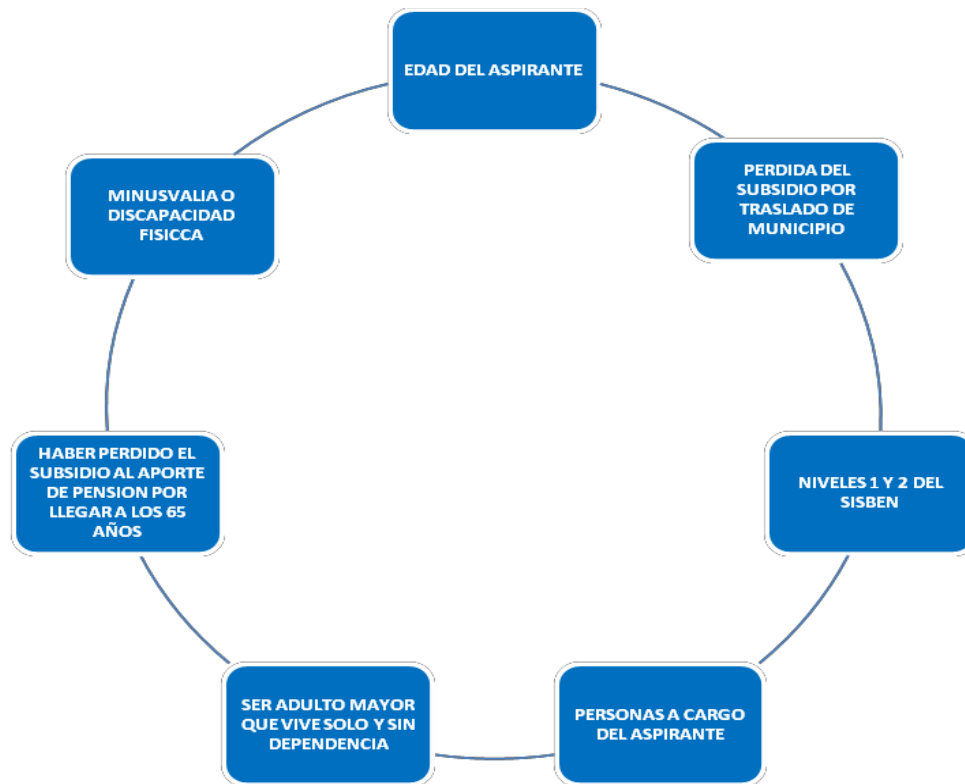 EDAD DEL ASPIRANTE
PERDIDA DEL
SUBSIDIO POR
TRASLADO DE
MUNICIPIO
NIVELES 1 Y 2 DEL
SISBEN
PERSONAS A CARGO
DEL ASPIRANTE
SER ADULTO MAYOR
QUE VIVE SOLO Y SIN
DEPENDENCIA
HABER PERDIDO EL
SUBSIDIO AL APORTE
DE PENSION POR
LLEGAR A LOS 65
AÑOS
MINUSVALIA O
DISCAPACIDAD
FISICCA